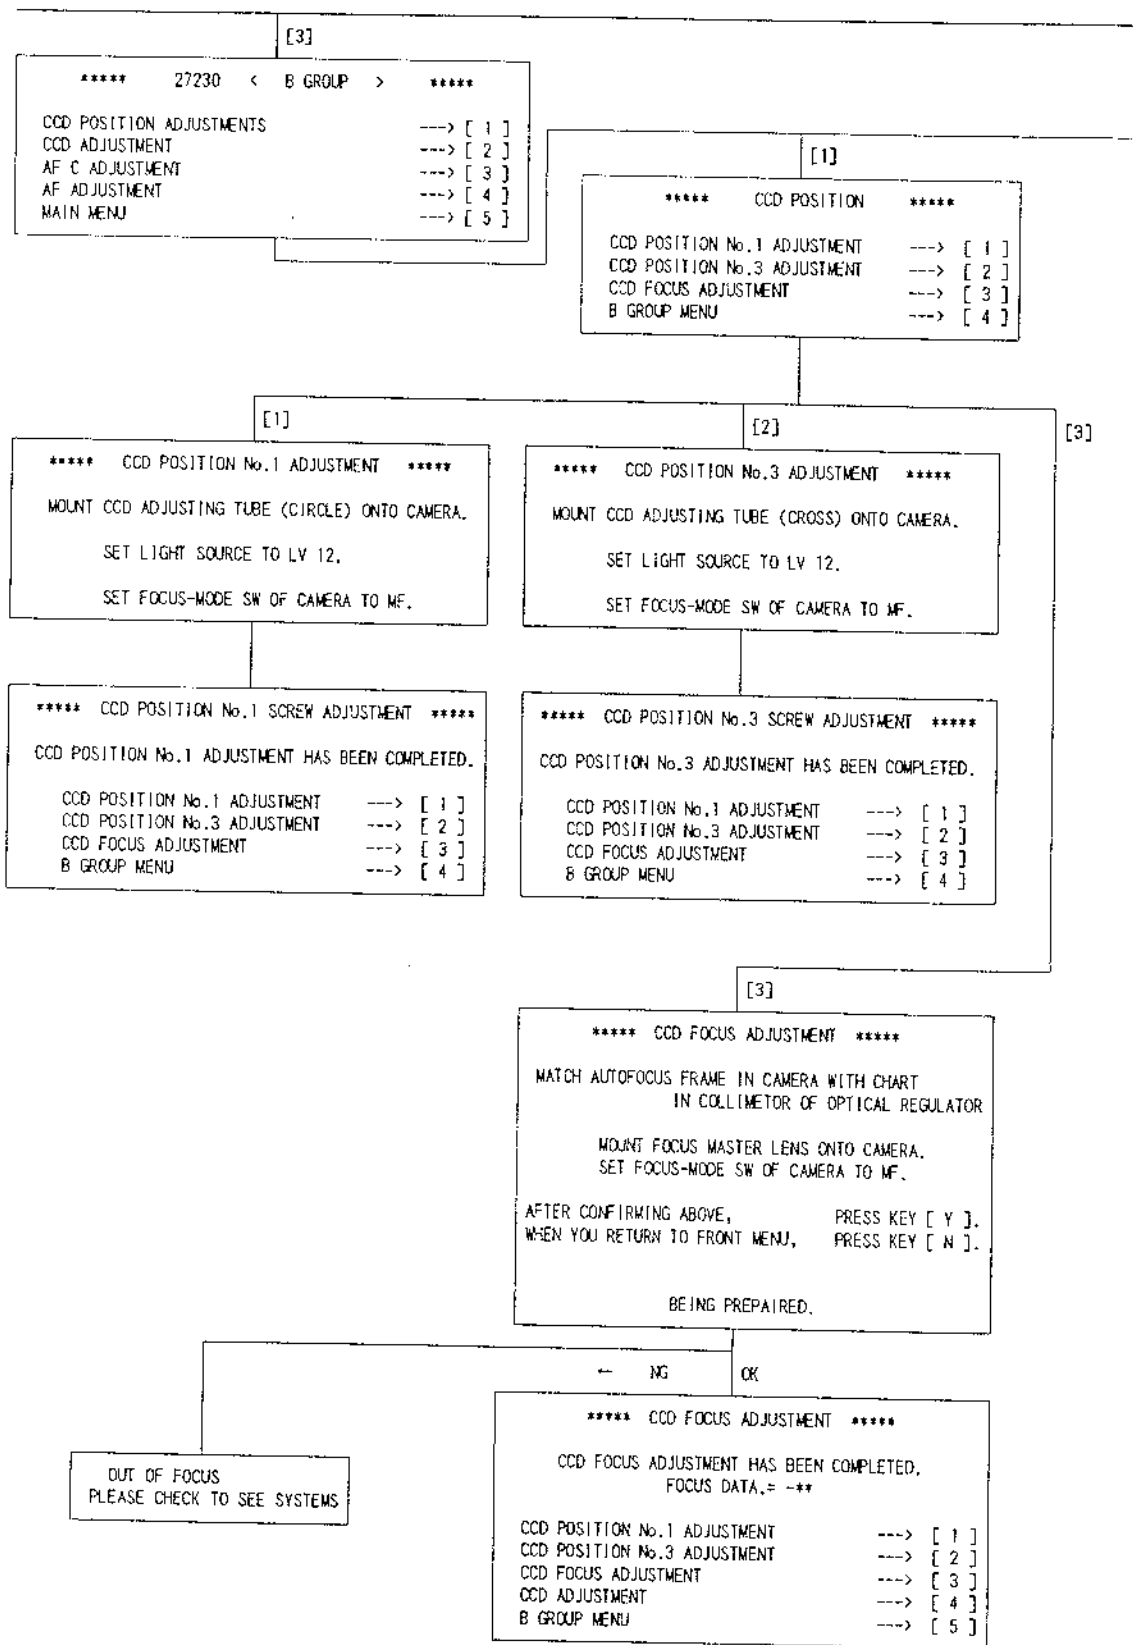 [3]
***** 27230 < B GROUP > *****
CCD POSITION ADJUSTMENTS ---> [ 1 ]
CCD ADJUSTMENT ---> [ 2 ]
AF C ADJUSTMENT ---> [ 3 ]
AF ADJUSTMENT ---> [ 4 ]
MAIN MENU ---> [ 5 ]
[1]
***** CCD POSITION *****
CCD POSITION No.1 ADJUSTMENT ---> [ 1 ]
CCD POSITION No.3 ADJUSTMENT ---> [ 2 ]
CCD FOCUS ADJUSTMENT ---> [ 3 ]
B GROUP MENU ---> [ 4 ]
[1]
***** CCD POSITION No.1 ADJUSTMENT *****
MOUNT CCD ADJUSTING TUBE (CIRCLE) ONTO CAMERA.
SET LIGHT SOURCE TO LV 12.
SET FOCUS-MODE SW OF CAMERA TO MF.
***** CCD POSITION No.1 SCREW ADJUSTMENT *****
CCD POSITION No.1 ADJUSTMENT HAS BEEN COMPLETED.
CCD POSITION No.1 ADJUSTMENT ---> [ 1 ]
CCD POSITION No.3 ADJUSTMENT ---> [ 2 ]
CCD FOCUS ADJUSTMENT ---> [ 3 ]
B GROUP MENU ---> [ 4 ]
[2]
***** CCD POSITION No.3 ADJUSTMENT *****
MOUNT CCD ADJUSTING TUBE (CROSS) ONTO CAMERA.
SET LIGHT SOURCE TO LV 12.
SET FOCUS-MODE SW OF CAMERA TO MF.
***** CCD POSITION No.3 SCREW ADJUSTMENT *****
CCD POSITION No.3 ADJUSTMENT HAS BEEN COMPLETED.
CCD POSITION No.1 ADJUSTMENT ---> [ 1 ]
CCD POSITION No.3 ADJUSTMENT ---> [ 2 ]
CCD FOCUS ADJUSTMENT ---> [ 3 ]
B GROUP MENU ---> [ 4 ]
[3]
[3]
***** CCD FOCUS ADJUSTMENT *****
MATCH AUTOFOCUS FRAME IN CAMERA WITH CHART
IN COLLIMETOR OF OPTICAL REGULATOR
MOUNT FOCUS MASTER LENS ONTO CAMERA.
SET FOCUS-MODE SW OF CAMERA TO MF.
AFTER CONFIRMING ABOVE, PRESS KEY [ Y ].
WHEN YOU RETURN TO FRONT MENU, PRESS KEY [ N ].
BEING PREPAIRED.
← NG OK
OUT OF FOCUS
PLEASE CHECK TO SEE SYSTEMS
***** CCD FOCUS ADJUSTMENT *****
CCD FOCUS ADJUSTMENT HAS BEEN COMPLETED.
FOCUS DATA.= -**
CCD POSITION No.1 ADJUSTMENT ---> [ 1 ]
CCD POSITION No.3 ADJUSTMENT ---> [ 2 ]
CCD FOCUS ADJUSTMENT ---> [ 3 ]
CCD ADJUSTMENT ---> [ 4 ]
B GROUP MENU ---> [ 5 ]